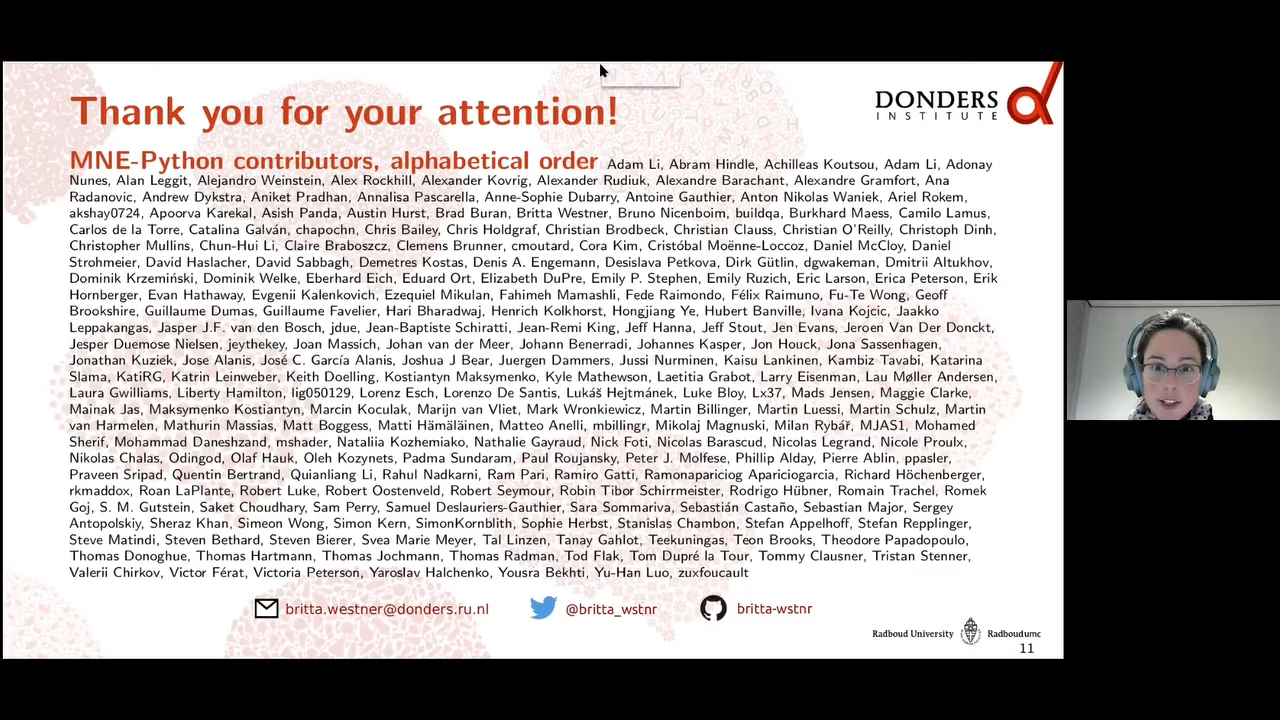 Thank you for your attention!
DONDERS
INSTITUTE
MNE-Python contributors, alphabetical order Adam Li, Abram Hindle, Achilleas Koutsou, Adam Li, Adonay
Nunes, Alan Leggit, Alejandro Weinstein, Alex Rockhill, Alexander Kovrig, Alexander Rudiuk, Alexandre Barachant, Alexandre Gramfort, Ana
Radanovic, Andrew Dykstra, Aniket Pradhan, Annalisa Pascarella, Anne-Sophie Dubarry, Antoine Gauthier, Anton Nikolas Waniek, Ariel Rokem,
akshay0724, Apoorva Karekal, Asish Panda, Austin Hurst, Brad Buran, Britta Westner, Bruno Nicenboim, buildqa, Burkhard Maess, Camilo Lamus,
Carlos de la Torre, Catalina Galván, chapochn, Chris Bailey, Chris Holdgraf, Christian Brodbeck, Christian Clauss, Christian O'Reilly, Christoph Dinh,
Christopher Mullins, Chun-Hui Li, Claire Braboszcz, Clemens Brunner, cmoutard, Cora Kim, Cristóbal Moënne-Loccoz, Daniel McCloy, Daniel
Strohmeier, David Haslacher, David Sabbagh, Demetres Kostas, Denis A. Engemann, Desislava Petkova, Dirk Gütlin, dgwakeman, Dmitrii Altukhov,
Dominik Krzemiński, Dominik Welke, Eberhard Eich, Eduard Ort, Elizabeth DuPre, Emily P. Stephen, Emily Ruzich, Eric Larson, Erica Peterson, Erik
Hornberger, Evan Hathaway, Evgenii Kalenkovich, Ezequiel Mikulan, Fahimeh Mamashli, Fede Raimondo, Félix Raimuno, Fu-Te Wong, Geoff
Brookshire, Guillaume Dumas, Guillaume Favelier, Hari Bharadwaj, Henrich Kolkhorst, Hongjiang Ye, Hubert Banville, Ivana Kojcic, Jaakko
Leppakangas, Jasper J.F. van den Bosch, jdue, Jean-Baptiste Schiratti, Jean-Remi King, Jeff Hanna, Jeff Stout, Jen Evans, Jeroen Van Der Donckt,
Jesper Duemose Nielsen, jeythekey, Joan Massich, Johan van der Meer, Johann Benerradi, Johannes Kasper, Jon Houck, Jona Sassenhagen,
Jonathan Kuziek, Jose Alanis, José C. García Alanis, Joshua J Bear, Juergen Dammers, Jussi Nurminen, Kaisu Lankinen, Kambiz Tavabi, Katarina
Slama, KatiRG, Katrin Leinweber, Keith Doelling, Kostiantyn Maksymenko, Kyle Mathewson, Laetitia Grabot, Larry Eisenman, Lau Møller Andersen,
Laura Gwilliams, Liberty Hamilton, lig050129, Lorenz Esch, Lorenzo De Santis, Lukáš Hejtmánek, Luke Bloy, Lx37, Mads Jensen, Maggie Clarke,
Mainak Jas, Maksymenko Kostiantyn, Marcin Koculak, Marijn van Vliet, Mark Wronkiewicz, Martin Billinger, Martin Luessi, Martin Schulz, Martin
van Harmelen, Mathurin Massias, Matt Boggess, Matti Hämäläinen, Matteo Anelli, mbillingr, Mikolaj Magnuski, Milan Rybář, MJAS1, Mohamed
Sherif, Mohammad Daneshzand, mshader, Nataliia Kozhemiako, Nathalie Gayraud, Nick Foti, Nicolas Barascud, Nicolas Legrand, Nicole Proulx,
Nikolas Chalas, Odingod, Olaf Hauk, Oleh Kozynets, Padma Sundaram, Paul Roujansky, Peter J. Molfese, Phillip Alday, Pierre Ablin, ppasler,
Praveen Sripad, Quentin Bertrand, Quianliang Li, Rahul Nadkarni, Ram Pari, Ramiro Gatti, Ramonapariciog Apariciogarcia, Richard Höchenberger,
rkmaddox, Roan LaPlante, Robert Luke, Robert Oostenveld, Robert Seymour, Robin Tibor Schirrmeister, Rodrigo Hübner, Romain Trachel, Romek
Goj, S. M. Gutstein, Saket Choudhary, Sam Perry, Samuel Deslauriers-Gauthier, Sara Sommariva, Sebastián Castaño, Sebastian Major, Sergey
Antopolskiy, Sheraz Khan, Simeon Wong, Simon Kern, SimonKornblith, Sophie Herbst, Stanislas Chambon, Stefan Appelhoff, Stefan Repplinger,
Steve Matindi, Steven Bethard, Steven Bierer, Svea Marie Meyer, Tal Linzen, Tanay Gahlot, Teekuningas, Teon Brooks, Theodore Papadopoulo,
Thomas Donoghue, Thomas Hartmann, Thomas Jochmann, Thomas Radman, Tod Flak, Tom Dupré la Tour, Tommy Clausner, Tristan Stenner,
Valerii Chirkov, Victor Férat, Victoria Peterson, Yaroslav Halchenko, Yousra Bekhti, Yu-Han Luo, zuxfoucault
britta.westner@donders.ru.nl @britta_wstnr britta-wstnr
Radboud University Radboudumc
11